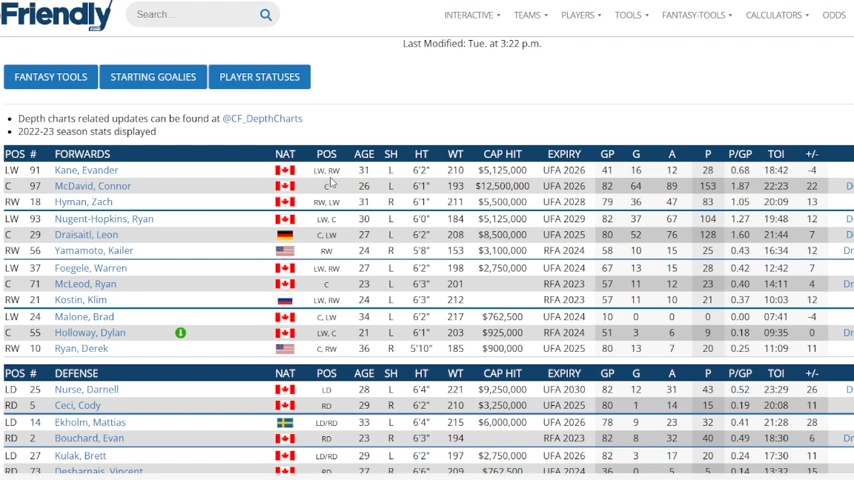 Friendly Search... INTERACTIVE TEAMS PLAYERS TOOLS FANTASY-TOOLS CALCULATORS ODDS
Last Modified: Tue. at 3:22 p.m.
FANTASY TOOLS STARTING GOALIES PLAYER STATUSES
• Depth charts related updates can be found at @CF_DepthCharts
• 2022-23 season stats displayed
POS # FORWARDS NAT POS AGE SH HT WT CAP HIT EXPIRY GP G A P P/GP TOI +/-
LW 91 Kane, Evander LW, RW 31 L 6'2" 210 $5,125,000 UFA 2026 41 16 12 28 0.68 18:42 -4
C 97 McDavid, Connor C 26 L 6'1" 193 $12,500,000 UFA 2026 82 64 89 153 1.87 22:23 22
RW 18 Hyman, Zach RW, LW 31 R 6'1" 211 $5,500,000 UFA 2028 79 36 47 83 1.05 20:09 13
LW 93 Nugent-Hopkins, Ryan LW, C 30 L 6'0" 184 $5,125,000 UFA 2029 82 37 67 104 1.27 19:48 12
C 29 Draisaitl, Leon C, LW 27 L 6'2" 208 $8,500,000 UFA 2025 80 52 76 128 1.60 21:44 7
RW 56 Yamamoto, Kailer RW 24 R 5'8" 153 $3,100,000 UFA 2024 58 10 15 25 0.43 16:34 12
LW 37 Foegele, Warren LW, RW 27 L 6'2" 198 $2,750,000 UFA 2024 67 13 15 28 0.42 12:42 7
C 71 McLeod, Ryan C 23 L 6'3" 201 RFA 2023 57 11 12 23 0.40 14:11 4
RW 21 Kostin, Klim LW, RW 24 L 6'3" 212 RFA 2023 57 11 10 21 0.37 10:03 12
LW 24 Malone, Brad C, LW 34 L 6'2" 217 $762,500 UFA 2024 10 0 0 0 0.00 07:41 -4
C 55 Holloway, Dylan LW, C 21 L 6'1" 203 $925,000 RFA 2024 51 3 6 9 0.18 09:35 0
RW 10 Ryan, Derek C, RW 36 R 5'10" 185 $900,000 UFA 2025 80 13 7 20 0.25 11:09 11
POS # DEFENSE NAT POS AGE SH HT WT CAP HIT EXPIRY GP G A P P/GP TOI +/-
LD 25 Nurse, Darnell LD 28 L 6'4" 221 $9,250,000 UFA 2030 82 12 31 43 0.52 23:29 26
RD 5 Ceci, Cody RD 29 R 6'2" 210 $3,250,000 UFA 2025 80 1 14 15 0.19 20:08 11
LD 14 Ekholm, Mattias LD/RD 33 L 6'4" 215 $6,000,000 UFA 2026 78 9 23 32 0.41 21:28 28
RD 2 Bouchard, Evan RD 23 R 6'3" 194 RFA 2023 82 8 32 40 0.49 18:30 6
LD 27 Kulak, Brett LD/RD 29 L 6'2" 197 $2,750,000 UFA 2026 82 3 17 20 0.24 17:30 11
RD 73 Desharnais, Vincent RD 27 R 6'6" 209 $762,500 UFA 2024 36 0 5 5 0.14 13:32 15